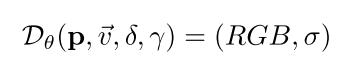 𝒟_θ(𝐩, v⃗, δ, γ) = (RGB, σ)